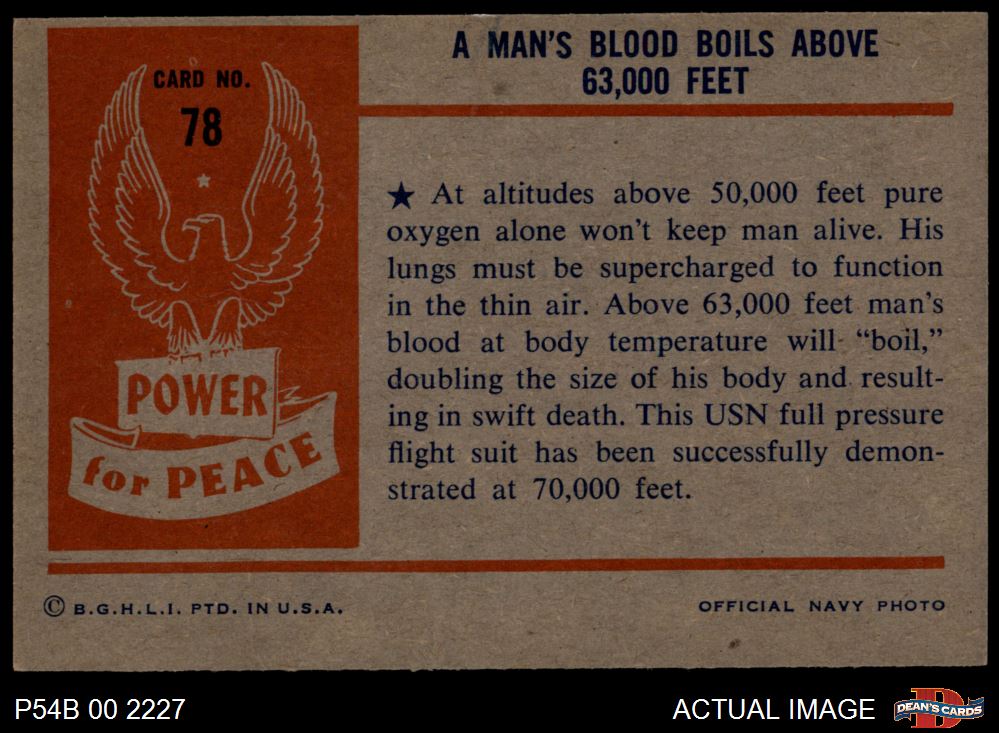 CARD NO.
78
POWER
for PEACE
A MAN'S BLOOD BOILS ABOVE
63,000 FEET
★ At altitudes above 50,000 feet pure
oxygen alone won't keep man alive. His
lungs must be supercharged to function
in the thin air. Above 63,000 feet man's
blood at body temperature will "boil,"
doubling the size of his body and result-
ing in swift death. This USN full pressure
flight suit has been successfully demon-
strated at 70,000 feet.
© B.G.H.L.I. PTD. IN U.S.A.
OFFICIAL NAVY PHOTO
P54B 00 2227
ACTUAL IMAGE
D
DEAN'S CARDS